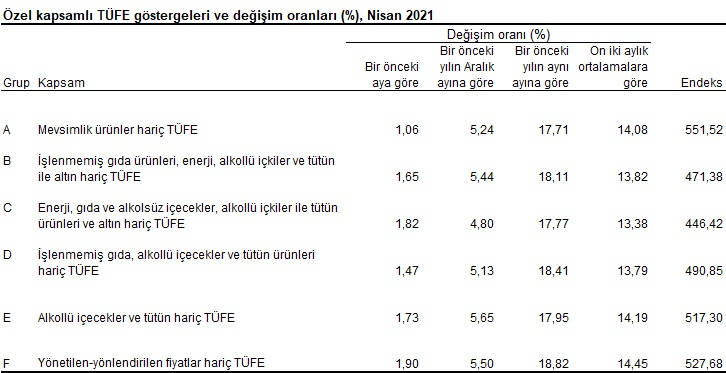 Özel kapsamlı TÜFE göstergeleri ve değişim oranları (%), Nisan 2021
Değişim oranı (%)
Grup Kapsam Bir önceki aya göre Bir önceki yılın Aralık ayına göre Bir önceki yılın aynı ayına göre On iki aylık ortalamalara göre Endeks
A Mevsimlik ürünler hariç TÜFE 1,06 5,24 17,71 14,08 551,52
B İşlenmemiş gıda ürünleri, enerji, alkollü içkiler ve tütün
ile altın hariç TÜFE 1,65 5,44 18,11 13,82 471,38
C Enerji, gıda ve alkolsüz içecekler, alkollü içkiler ile tütün
ürünleri ve altın hariç TÜFE 1,82 4,80 17,77 13,38 446,42
D İşlenmemiş gıda, alkollü içecekler ve tütün ürünleri
hariç TÜFE 1,47 5,13 18,41 13,79 490,85
E Alkollü içecekler ve tütün hariç TÜFE 1,73 5,65 17,95 14,19 517,30
F Yönetilen-yönlendirilen fiyatlar hariç TÜFE 1,90 5,50 18,82 14,45 527,68